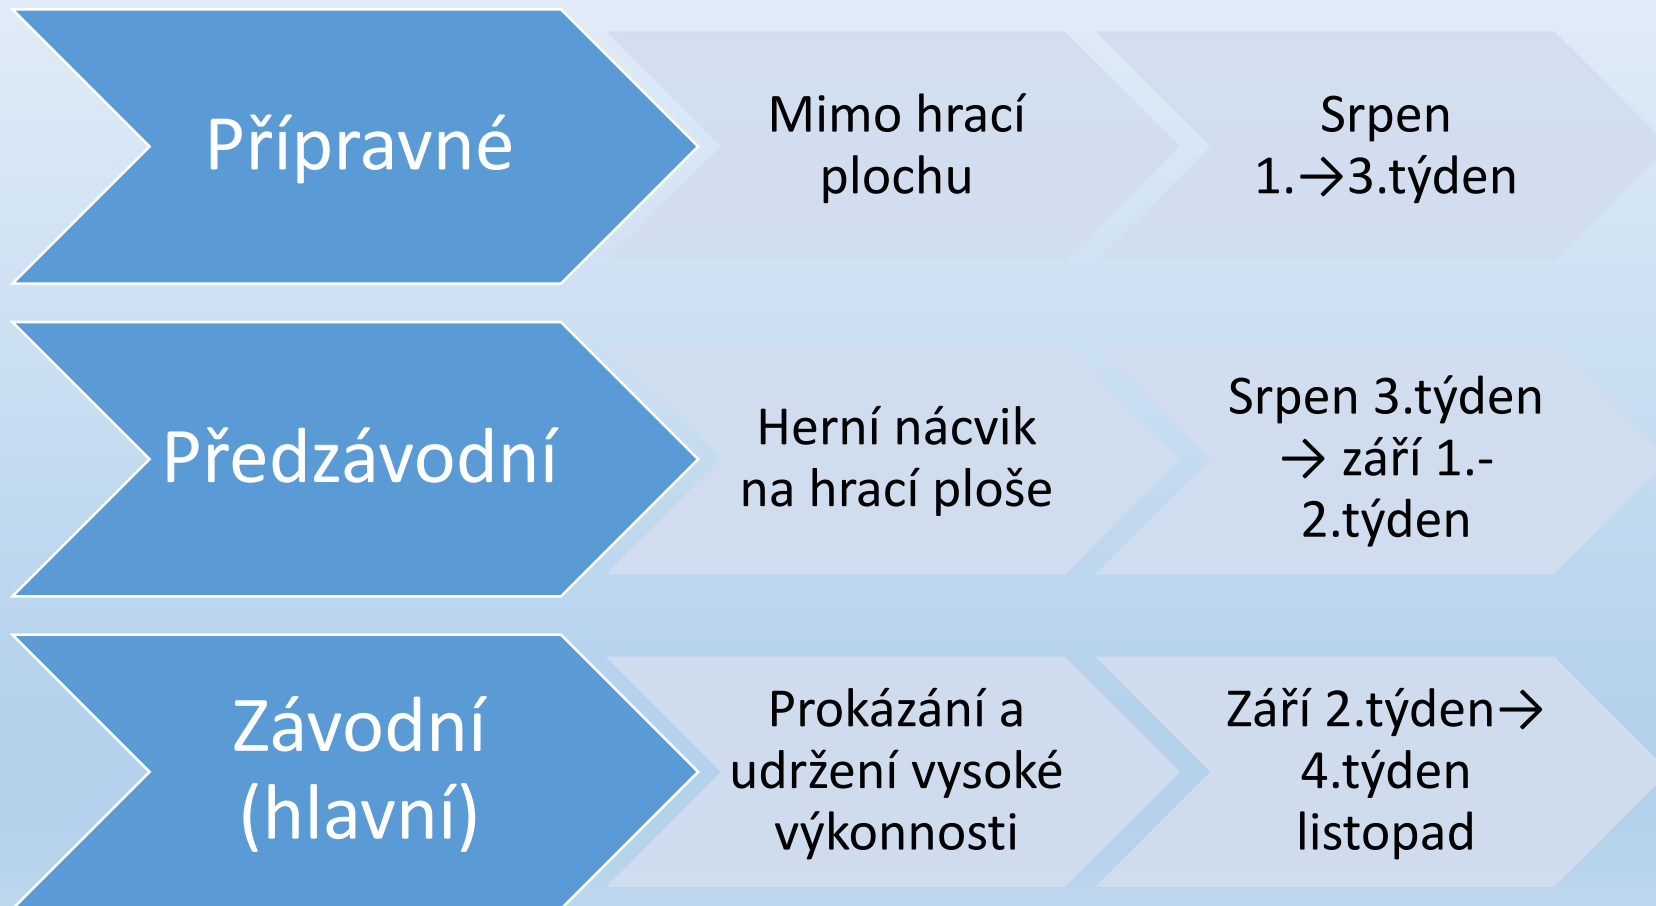 Přípravné
Mimo hrací
plochu
Srpen
1.→3.týden
Předzávodní
Herní nácvik
na hrací ploše
Srpen 3.týden
→ září 1.-
2.týden
Závodní
(hlavní)
Prokázání a
udržení vysoké
výkonnosti
Září 2.týden→
4.týden
listopad